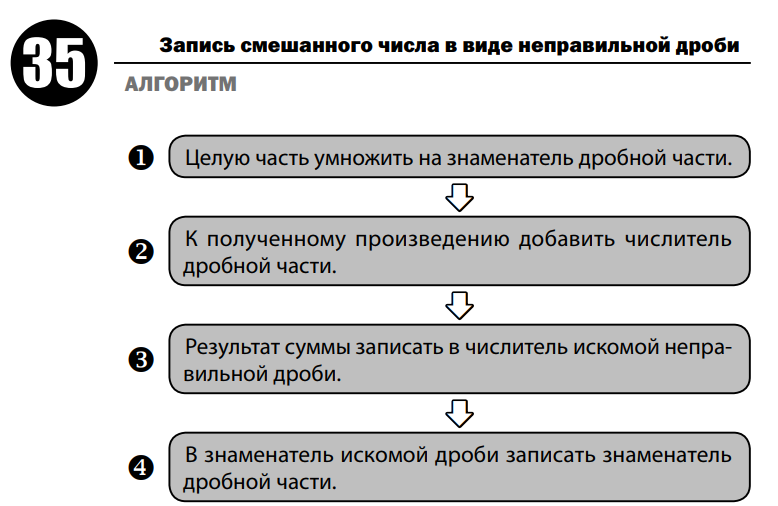 35
Запись смешанного числа в виде неправильной дроби
АЛГОРИТМ
1 Целую часть умножить на знаменатель дробной части.
2 К полученному произведению добавить числитель
дробной части.
3 Результат суммы записать в числитель искомой непра-
вильной дроби.
4 В знаменатель искомой дроби записать знаменатель
дробной части.